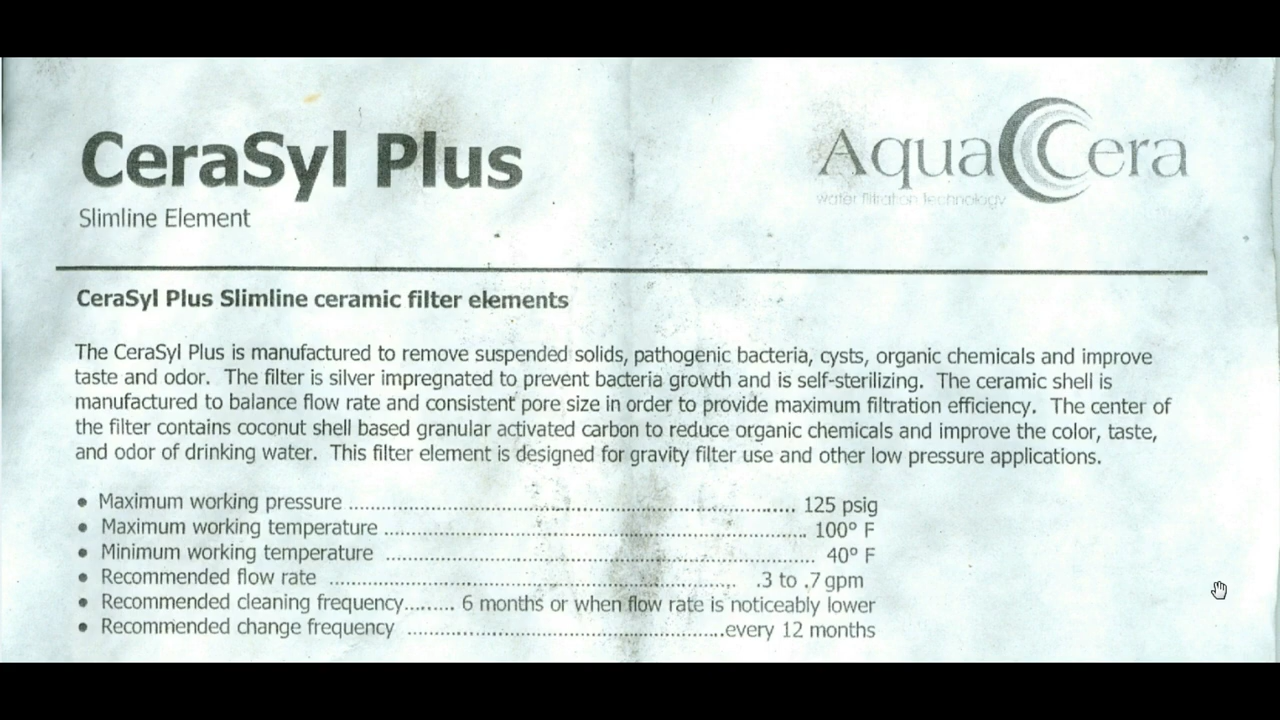 CeraSyl Plus
AquaCera
water filtration technology
Slimline Element
CeraSyl Plus Slimline ceramic filter elements
The CeraSyl Plus is manufactured to remove suspended solids, pathogenic bacteria, cysts, organic chemicals and improve
taste and odor.  The filter is silver impregnated to prevent bacteria growth and is self-sterilizing.  The ceramic shell is
manufactured to balance flow rate and consistent pore size in order to provide maximum filtration efficiency.  The center of
the filter contains coconut shell based granular activated carbon to reduce organic chemicals and improve the color, taste,
and odor of drinking water.  This filter element is designed for gravity filter use and other low pressure applications.
• Maximum working pressure ........................................................................... 125 psig
• Maximum working temperature ...................................................................... 100° F
• Minimum working temperature ........................................................................ 40° F
• Recommended flow rate .................................................................... .3 to .7 gpm
• Recommended cleaning frequency......... 6 months or when flow rate is noticeably lower
• Recommended change frequency .....................................................every 12 months